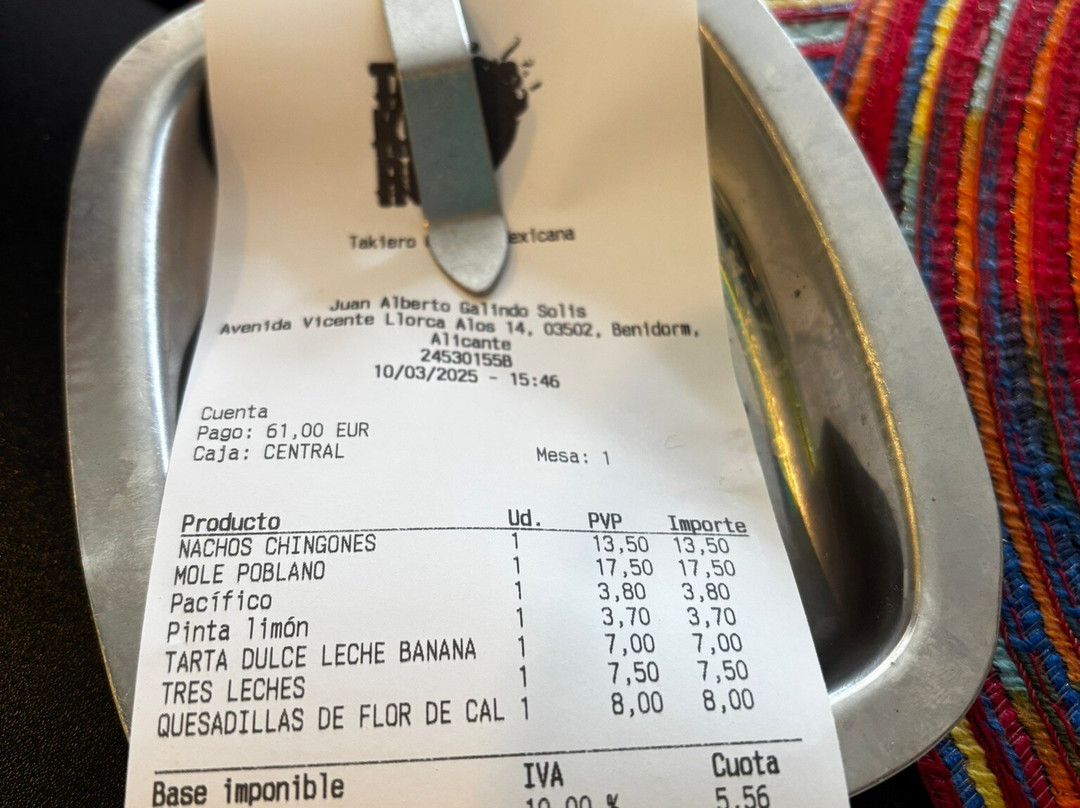 Takiero
Juan Alberto Galindo Solis
Avenida Vicente Llorca Alos 14, 03502, Benidorm,
Alicante
24530155B
10/03/2025 - 15:46
Cuenta
Pago: 61,00 EUR
Caja: CENTRAL
Mesa: 1
Producto Ud. PVP Importe
NACHOS CHINGONES 1 13,50 13,50
MOLE POBLANO 1 17,50 17,50
Pacífico 1 3,80 3,80
Pinta limón 1 3,70 3,70
TARTA DULCE LECHE BANANA 1 7,00 7,00
TRES LECHES 1 7,50 7,50
QUESADILLAS DE FLOR DE CAL 1 8,00 8,00
Base imponible IVA Cuota
10,00 % 5,56